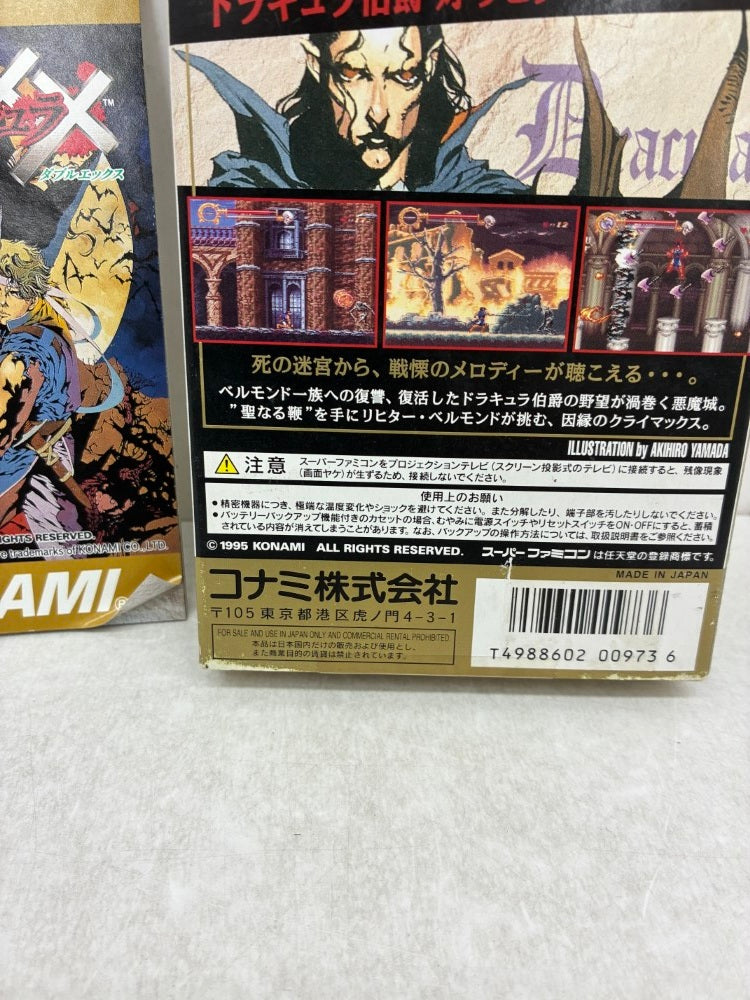 ュラXX™
ダブルエックス
RIGHTS RESERVED.
e trademarks of KONAMI CO., LTD.
AMI®
ドラキュラ伯爵
Dracula
死の迷宮から、戦慄のメロディーが聴こえる・・・。
ベルモンド一族への復讐、復活したドラキュラ伯爵の野望が渦巻く悪魔城。
"聖なる鞭"を手にリヒター・ベルモンドが挑む、因縁のクライマックス。
ILLUSTRATION by AKIHIRO YAMADA
注意
スーパーファミコンをプロジェクションテレビ(スクリーン投影式のテレビ)に接続すると、残像現象
(画面ヤケ)が生ずるため、接続しないでください。
使用上のお願い
●精密機器につき、極端な温度変化やショックを避けてください。また分解したり、端子部を汚したりしないでください。
●バッテリーバックアップ機能付きのカセットの場合、むやみに電源スイッチやリセットスイッチをON・OFFにすると、蓄積
されている内容が消えてしまうことがあります。なお、バックアップの操作方法については、取扱説明書をご参照ください。
© 1995 KONAMI ALL RIGHTS RESERVED. スーパーファミコンは任天堂の登録商標です。
MADE IN JAPAN
コナミ株式会社
〒105 東京都港区虎ノ門4-3-1
FOR SALE AND USE IN JAPAN ONLY AND COMMERCIAL RENTAL PROHIBITED
本品は日本国内だけの販売および使用とし、
また商業目的の賃貸は禁止されています。
T4988602 00973 6